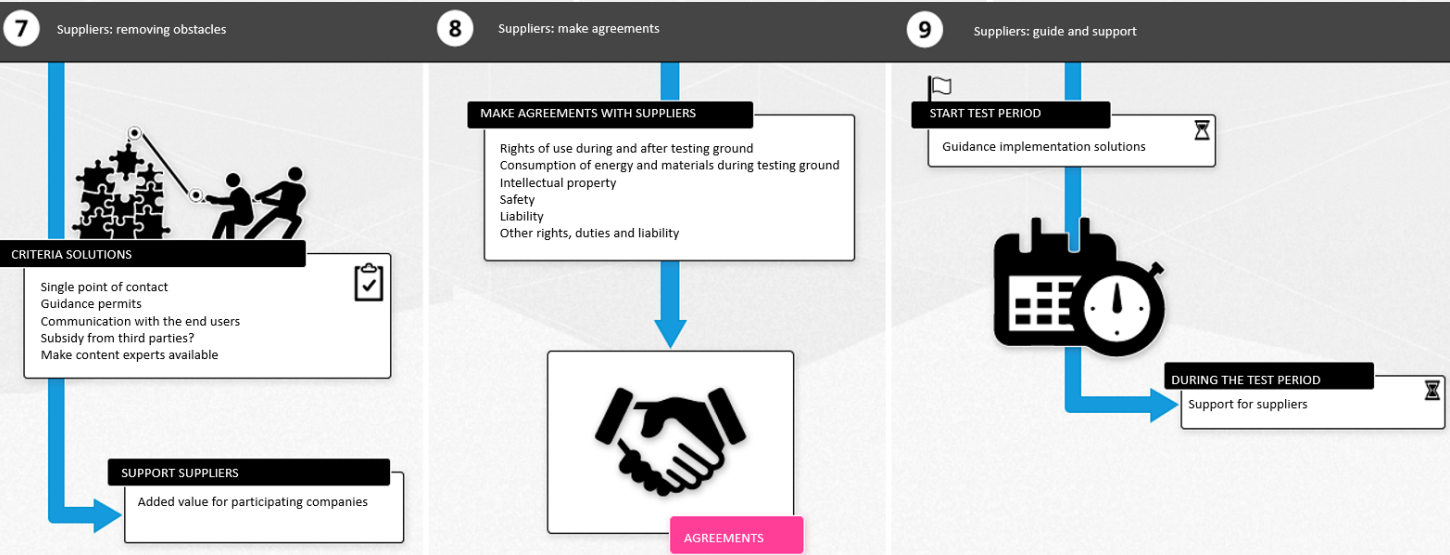 7
Suppliers: removing obstacles
CRITERIA SOLUTIONS
Single point of contact
Guidance permits
Communication with the end users
Subsidy from third parties?
Make content experts available
SUPPORT SUPPLIERS
Added value for participating companies
8
Suppliers: make agreements
MAKE AGREEMENTS WITH SUPPLIERS
Rights of use during and after testing ground
Consumption of energy and materials during testing ground
Intellectual property
Safety
Liability
Other rights, duties and liability
AGREEMENTS
9
Suppliers: guide and support
START TEST PERIOD
Guidance implementation solutions
DURING THE TEST PERIOD
Support for suppliers